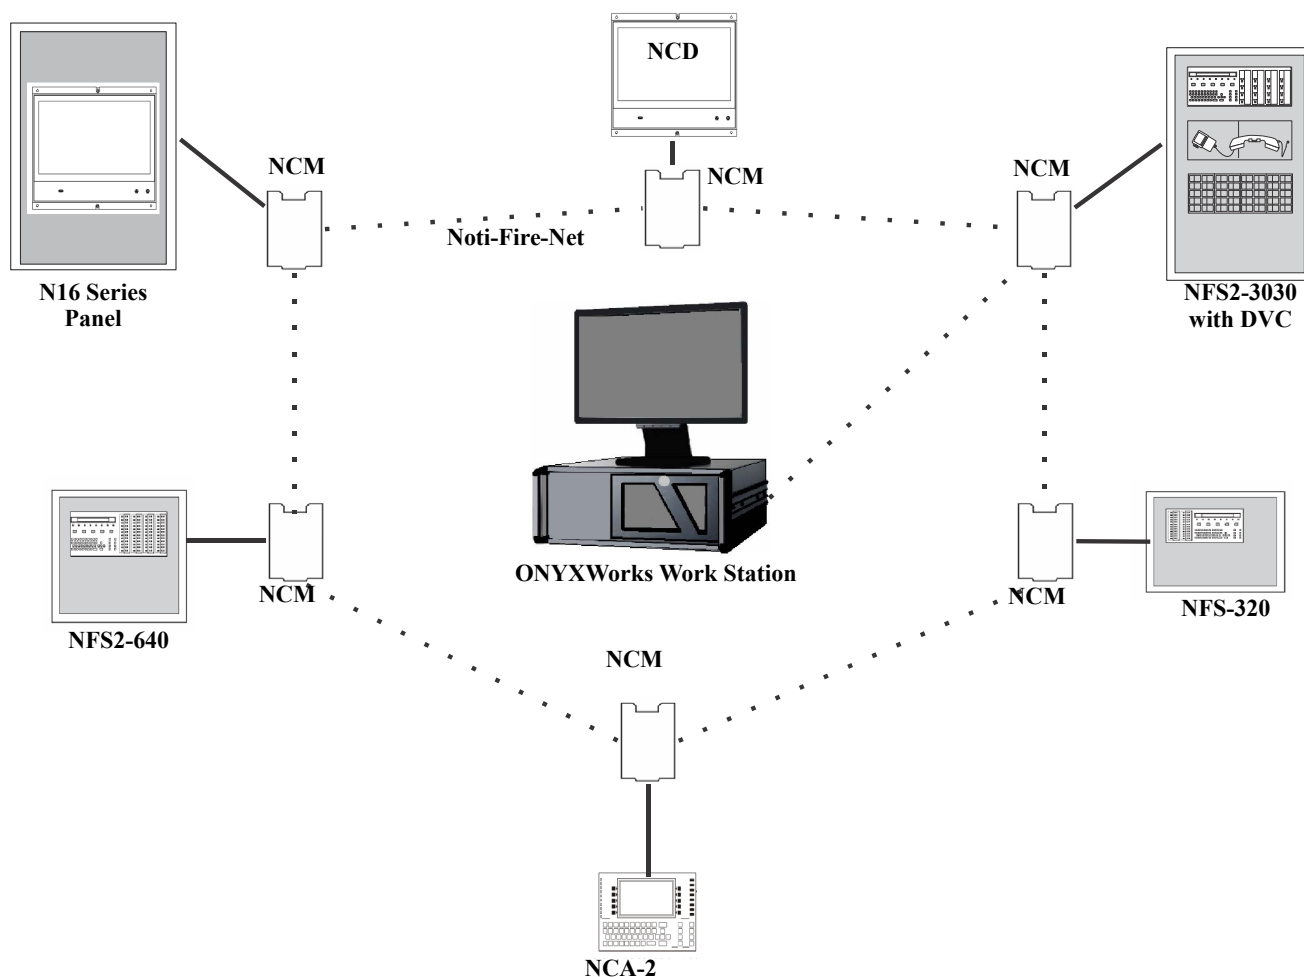 NCD
NCM
NCM
NCM
Noti-Fire-Net
N16 Series
Panel
NFS2-3030
with DVC
ONYXWorks Work Station
NCM
NCM
NFS2-640
NFS-320
NCM
NCA-2